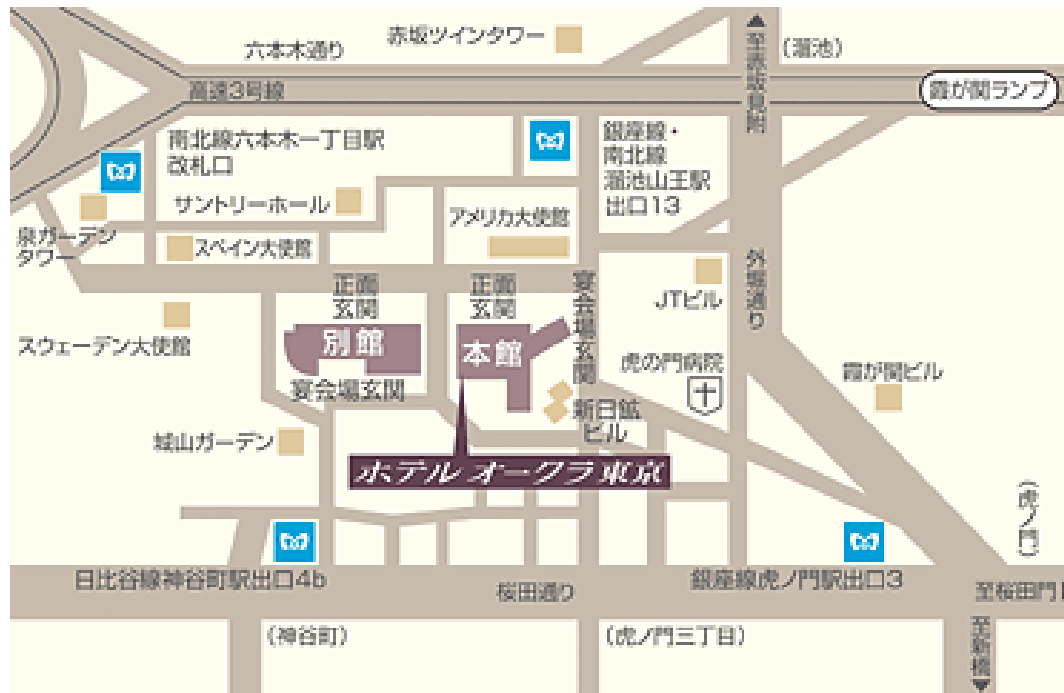 赤坂ツインタワー
(溜池)
六本木通り
至赤坂見附
高速3号線
霞が関ランプ
南北線六本木一丁目駅
改札口
銀座線・
南北線
溜池山王駅
出口13
サントリーホール
アメリカ大使館
泉ガーデン
タワー
スペイン大使館
外堀通り
正面
玄関
正面
玄関
宴会場玄関
JTビル
スウェーデン大使館
別館
本館
虎の門病院
霞が関ビル
宴会場玄関
新日鉱
ビル
城山ガーデン
ホテル オークラ 東京
(虎ノ門)
日比谷線神谷町駅出口4b
桜田通り
銀座線虎ノ門駅出口3
至桜田門
(神谷町)
(虎ノ門三丁目)
至新橋